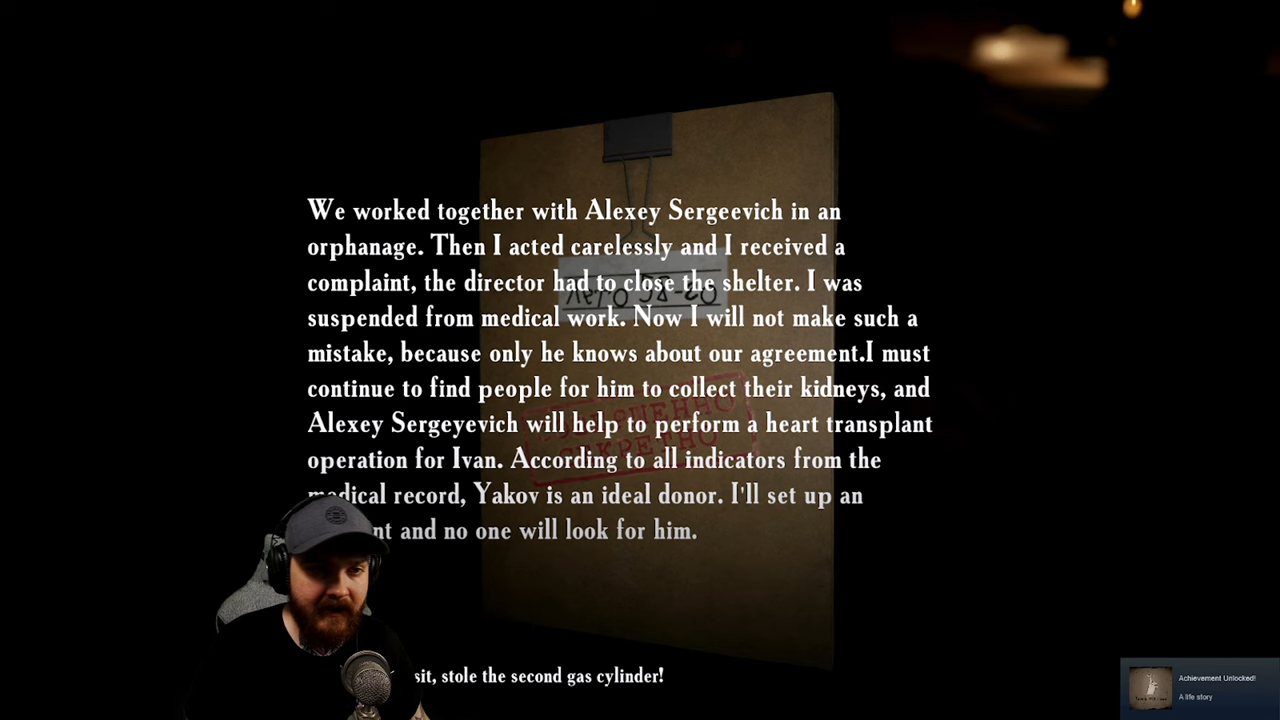 We worked together with Alexey Sergeevich in an
orphanage. Then I acted carelessly and I received a
complaint, the director had to close the shelter. I was
suspended from medical work. Now I will not make such a
mistake, because only he knows about our agreement.I must
continue to find people for him to collect their kidneys, and
Alexey Sergeyevich will help to perform a heart transplant
operation for Ivan. According to all indicators from the
medical record, Yakov is an ideal donor. I'll set up an
and no one will look for him.
sit, stole the second gas cylinder!
Achievement Unlocked!
A life story